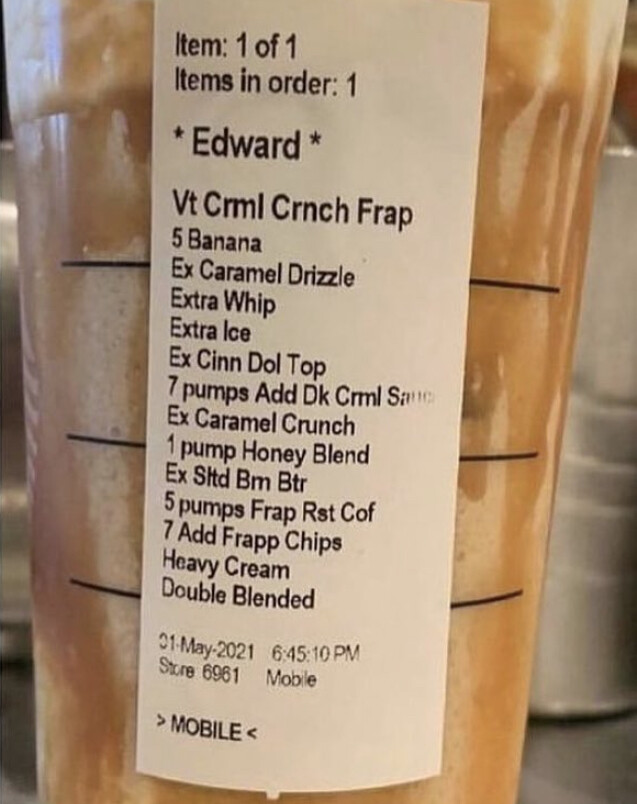 Item: 1 of 1
Items in order: 1
* Edward *
Vt Crml Crnch Frap
5 Banana
Ex Caramel Drizzle
Extra Whip
Extra Ice
Ex Cinn Dol Top
7 pumps Add Dk Crml Sauc
Ex Caramel Crunch
1 pump Honey Blend
Ex Sltd Brn Btr
5 pumps Frap Rst Cof
7 Add Frapp Chips
Heavy Cream
Double Blended
01-May-2021 6:45:10 PM
Store 6961 Mobile
> MOBILE <